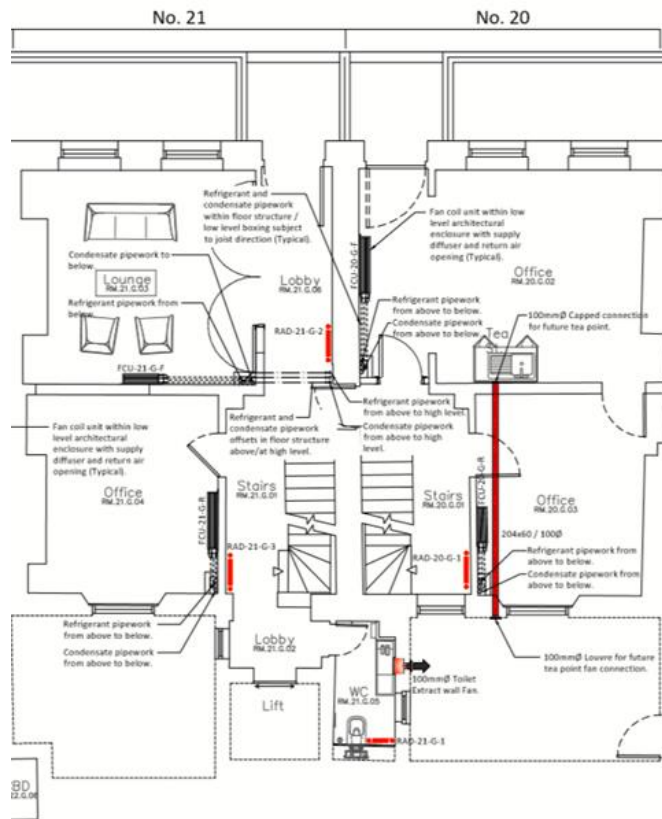 No. 21
No. 20
Refrigerant and
condensate pipework
within floor structure /
low level boxing subject
to joist direction (Typical).
Condensate pipework to
below.
Refrigerant pipework from
below.
Lounge
RM.21.G.03
Lobby
RM.21.G.06
RAD-21-G-2
FCU-21-G-F
FCU-20-G-F
Fan coil unit within low
level architectural
enclosure with supply
diffuser and return air
opening (Typical).
Office
RM.20.G.02
Refrigerant pipework
from above to below.
Condensate pipework
from above to below.
100mmØ Capped connection
for future tea point.
Tea
Fan coil unit within low
level architectural
enclosure with supply
diffuser and return air
opening (Typical).
Refrigerant and
condensate pipework
offsets in floor structure
above/at high level.
Refrigerant pipework
from above to high level.
Condensate pipework
from above to high
level.
Office
RM.21.G.04
FCU-21-G-R
Stairs
RM.21.G.01
Stairs
RM.20.G.01
FCU-20-G-R
Office
RM.20.G.03
204x60 / 100Ø
RAD-21-G-3
RAD-20-G-1
Refrigerant pipework from
above to below.
Condensate pipework from
above to below.
Refrigerant pipework
from above to below.
Condensate pipework
from above to below.
Lobby
RM.21.G.02
100mmØ Louvre for future
tea point fan connection.
100mmØ Toilet
Extract wall Fan.
WC
RM.21.G.05
Lift
RAD-21-G-1